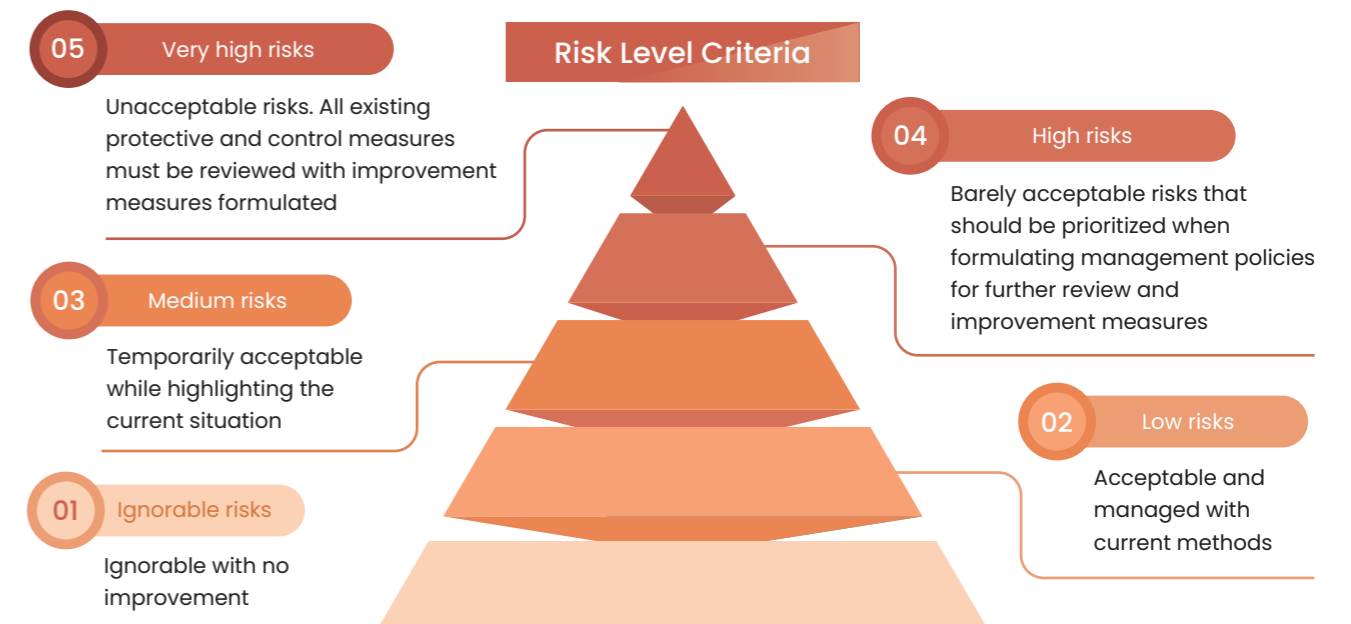 Risk Level Criteria
05
Very high risks
Unacceptable risks. All existing
protective and control measures
must be reviewed with improvement
measures formulated
04
High risks
Barely acceptable risks that
should be prioritized when
formulating management policies
for further review and
improvement measures
03
Medium risks
Temporarily acceptable
while highlighting the
current situation
02
Low risks
Acceptable and
managed with
current methods
01
Ignorable risks
Ignorable with no
improvement